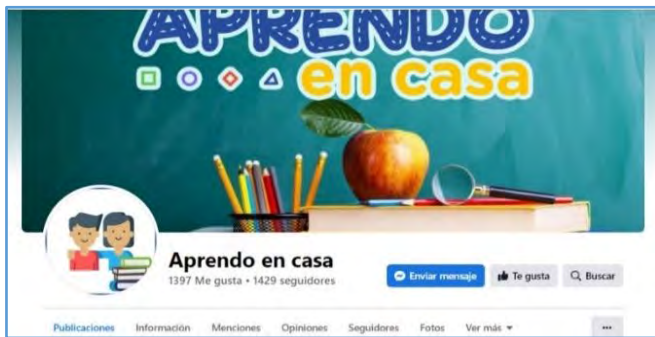 APRENDO
en casa
Aprendo en casa
1397 Me gusta • 1429 seguidores
Enviar mensaje
Te gusta
Buscar
Publicaciones Información Menciones Opiniones Seguidores Fotos Ver más